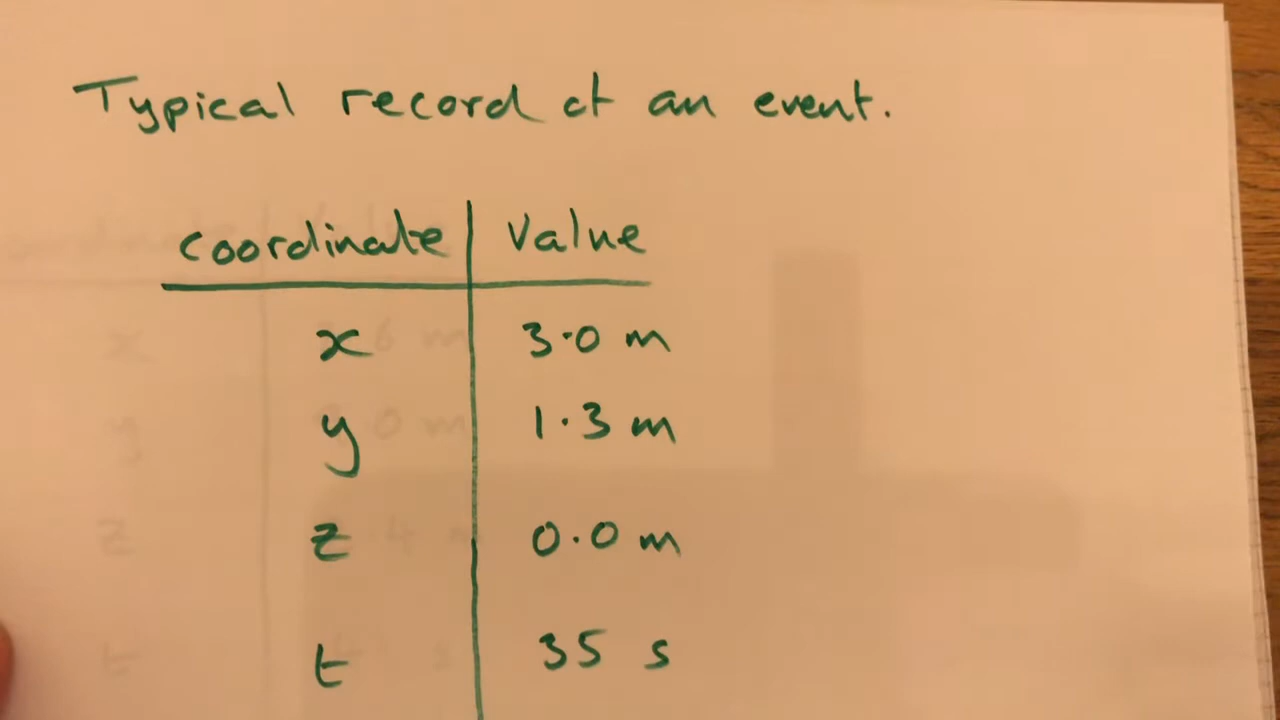 Typical record of an event.
coordinate Value
x 3.0 m
y 1.3 m
z 0.0 m
t 35 s